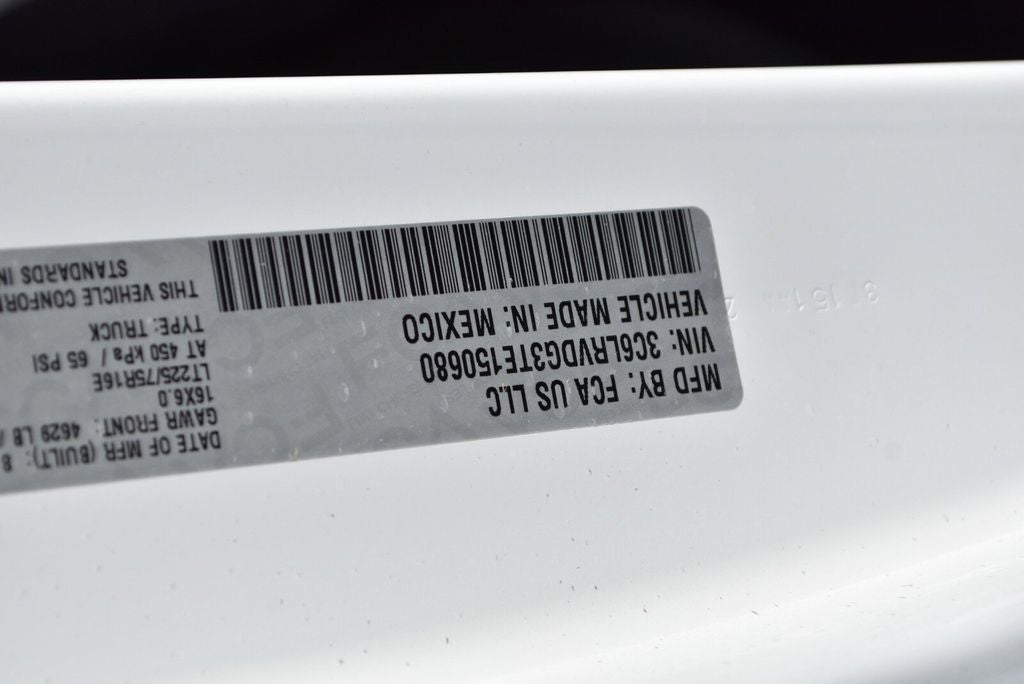 MFD BY: FCA US LLC
VIN: 3C6LRVDG3TE150680
VEHICLE MADE IN: MEXICO
DATE OF MFR (BUILT): 8
GAWR FRONT: 4629 LB /
16X6.0
LT225/75R16E
AT 450 kPa / 65 PSI
TYPE: TRUCK
THIS VEHICLE CONFOR
STANDARDS IN